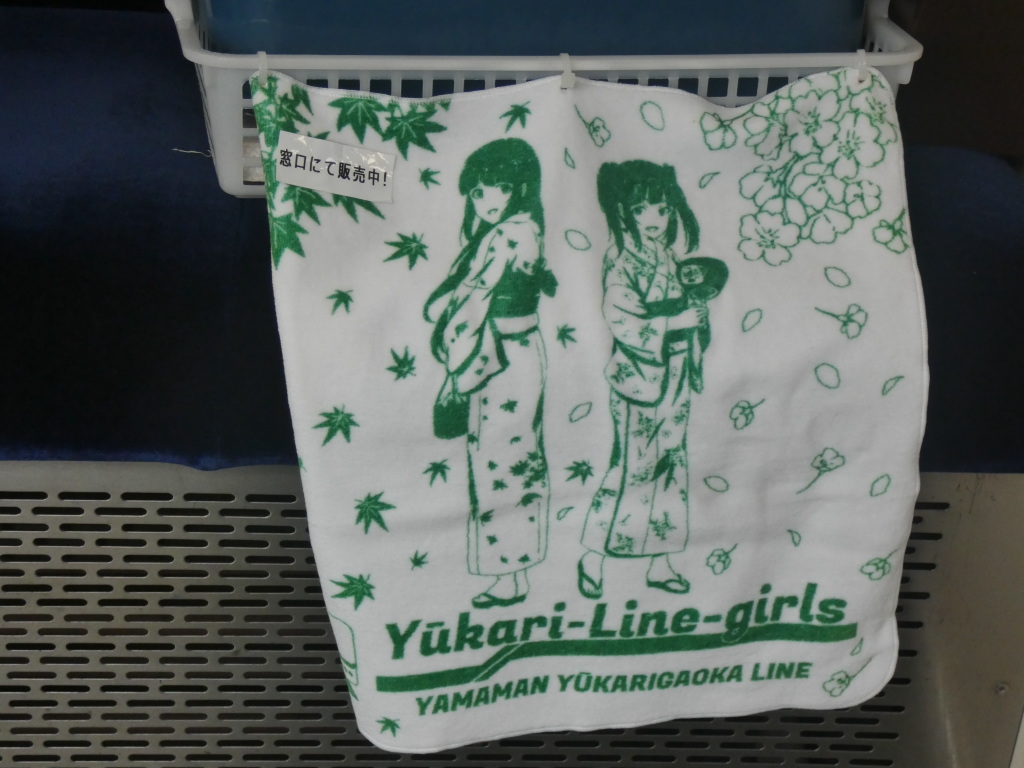 窓口にて販売中!
Yūkari-Line-girls
YAMAMAN YŪKARIGAOKA LINE